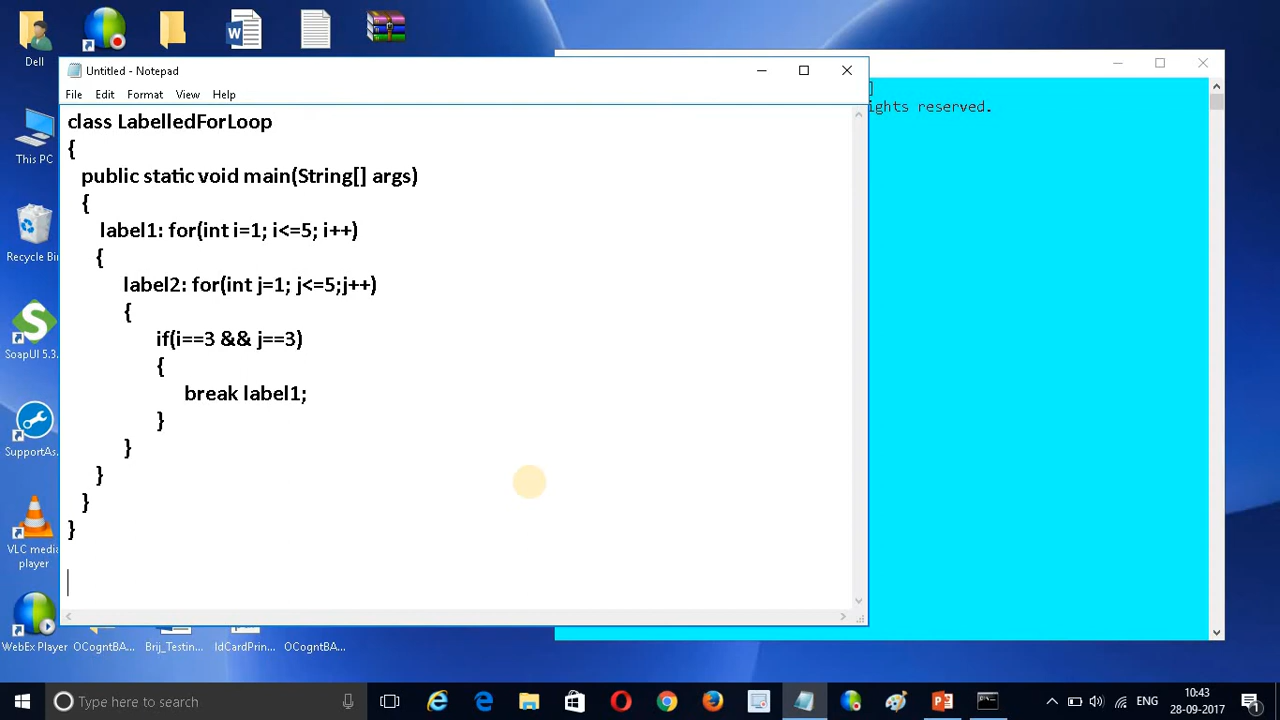 Dell
This PC
Recycle Bin
SoapUI 5.3.
SupportAs...
VLC media
player
WebEx Player
OCogntBA...
Brij_Testin...
IdCardPrin...
OCogntBA...
Untitled - Notepad
File Edit Format View Help
class LabelledForLoop
{
public static void main(String[] args)
{
label1: for(int i=1; i<=5; i++)
{
label2: for(int j=1; j<=5;j++)
{
if(i==3 && j==3)
{
break label1;
}
}
}
}
}
]
ights reserved.
Type here to search
ENG
10:43
28-09-2017